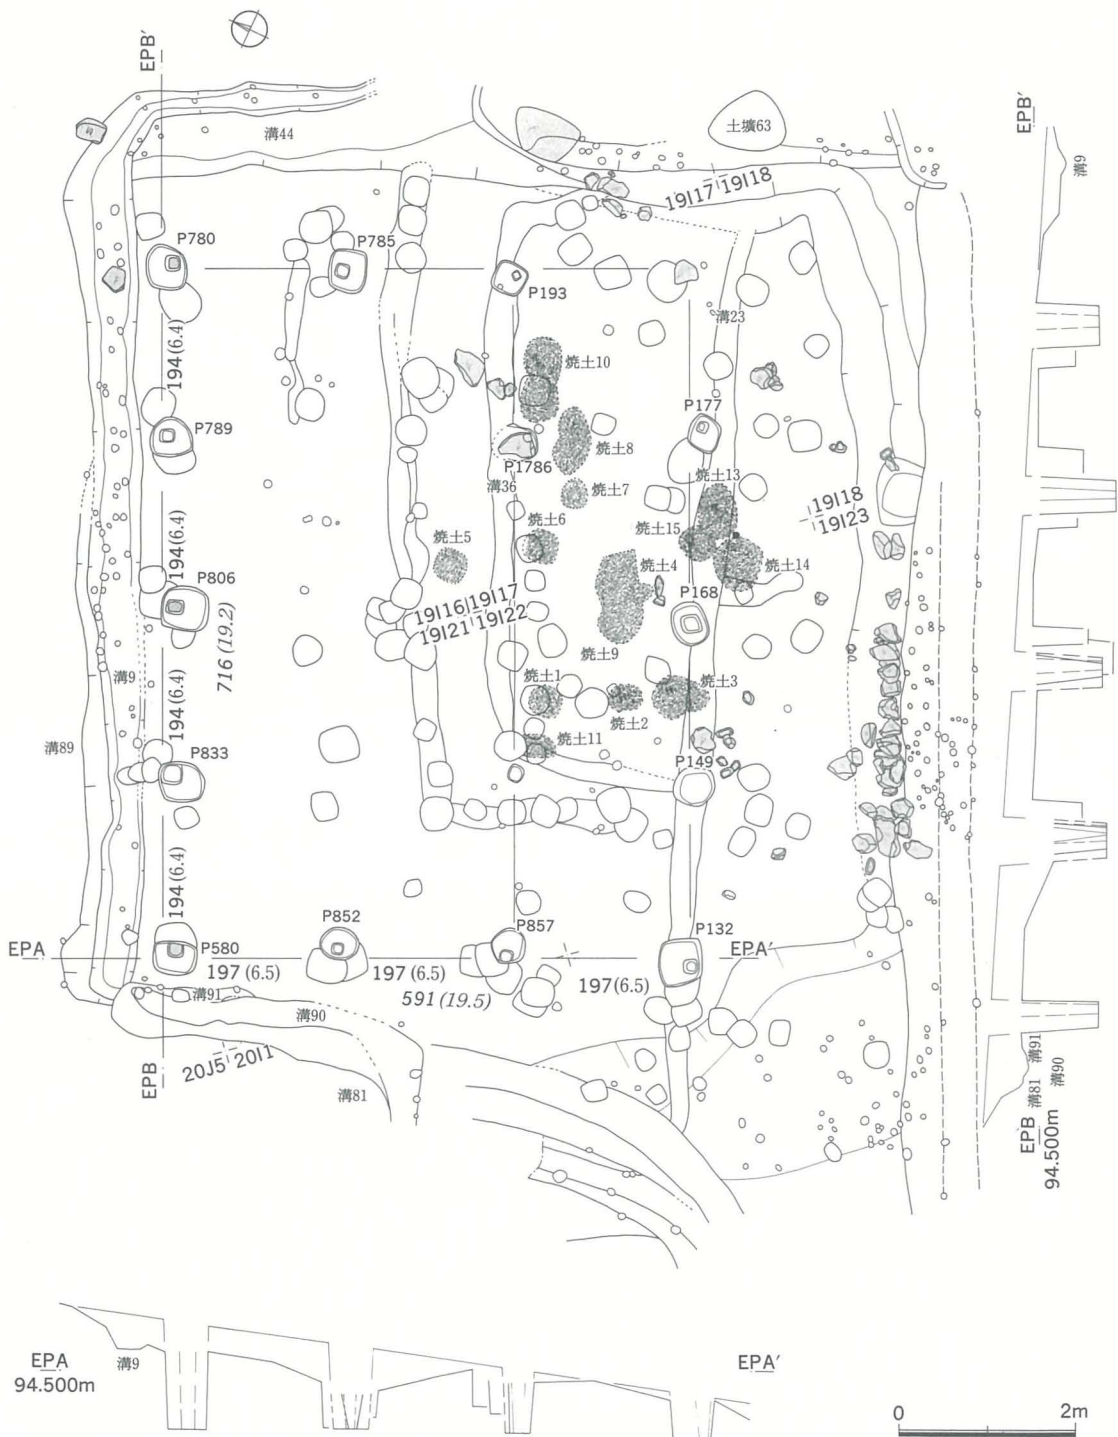 EPB′
EPB′
溝9
溝44
土壙63
19I17 19I18
P780
P785
P193
溝23
194(6.4)
焼土10
P177
P789
P1786
焼土8
焼土13
溝36
焼土7
19I18
19I23
194(6.4)
焼土5
焼土6
焼土15
焼土4
焼土14
P806
P168
716 (19.2)
19I16 19I17
19I21 19I22
焼土9
溝9
194(6.4)
焼土1
焼土2
焼土3
溝89
焼土11
P833
P149
194(6.4)
P852
P857
P132
EPA
P580
EPA′
197 (6.5)
197 (6.5)
197(6.5)
591 (19.5)
溝91
溝90
20J5 20I1
EPB
溝81
溝91
溝81
溝90
EPB
94.500m
EPA
94.500m
溝9
EPA′
0 2m